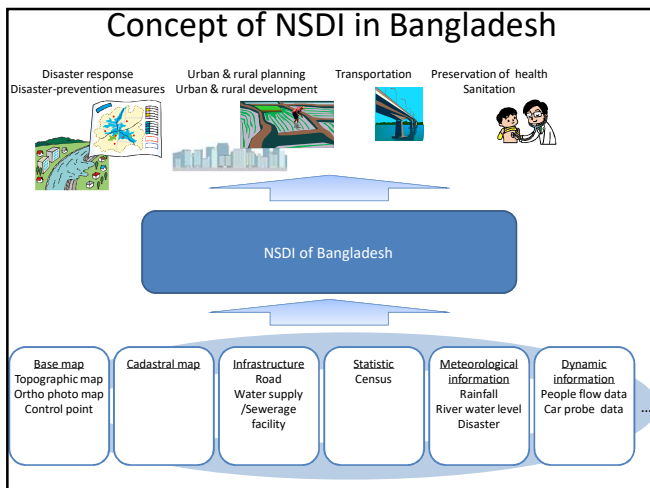 Concept of NSDI in Bangladesh
Disaster response
Disaster-prevention measures
Urban & rural planning
Urban & rural development
Transportation
Preservation of health
Sanitation
NSDI of Bangladesh
Base map
Topographic map
Ortho photo map
Control point
Cadastral map
Infrastructure
Road
Water supply
/Sewerage
facility
Statistic
Census
Meteorological
information
Rainfall
River water level
Disaster
Dynamic
information
People flow data
Car probe data
...